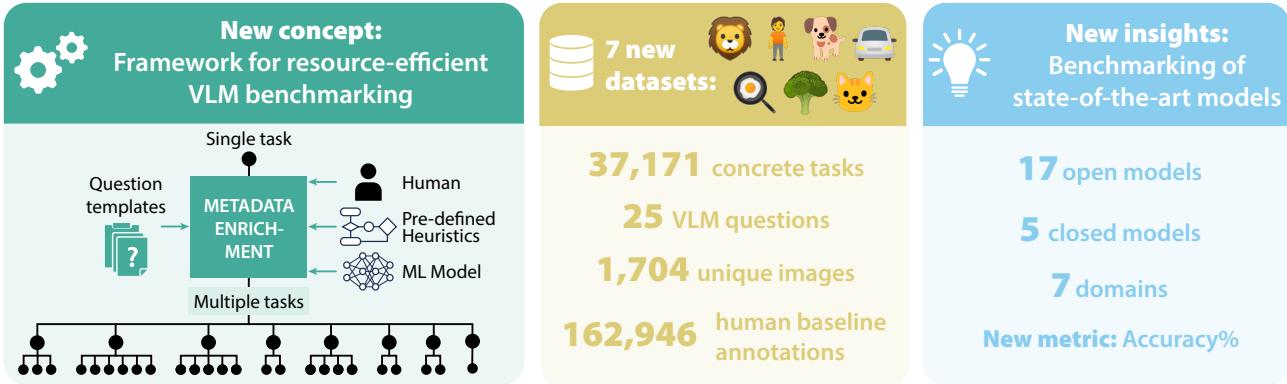 New concept:
Framework for resource-efficient
VLM benchmarking
Single task
Question
templates
?
METADATA
ENRICH-
MENT
Human
Pre-defined
Heuristics
ML Model
Multiple tasks
7 new
datasets:
37,171 concrete tasks
25 VLM questions
1,704 unique images
162,946 human baseline
annotations
New insights:
Benchmarking of
state-of-the-art models
17 open models
5 closed models
7 domains
New metric: Accuracy%